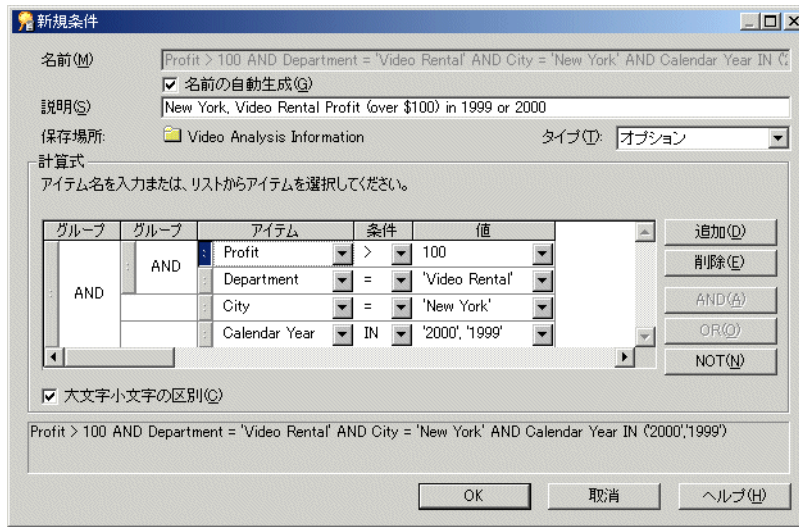 新規条件
名前(M) Profit > 100 AND Department = 'Video Rental' AND City = 'New York' AND Calendar Year IN ('2
名前の自動生成(G)
説明(S) New York, Video Rental Profit (over $100) in 1999 or 2000
保存場所: Video Analysis Information タイプ(T): オプション
計算式
アイテム名を入力または、リストからアイテムを選択してください。
グループ グループ アイテム 条件 値 追加(D)
AND AND Profit > 100 削除(E)
Department = 'Video Rental'
City = 'New York' AND(A)
Calendar Year IN '2000', '1999' OR(O)
NOT(N)
大文字小文字の区別(C)
Profit > 100 AND Department = 'Video Rental' AND City = 'New York' AND Calendar Year IN ('2000','1999')
OK 取消 ヘルプ(H)